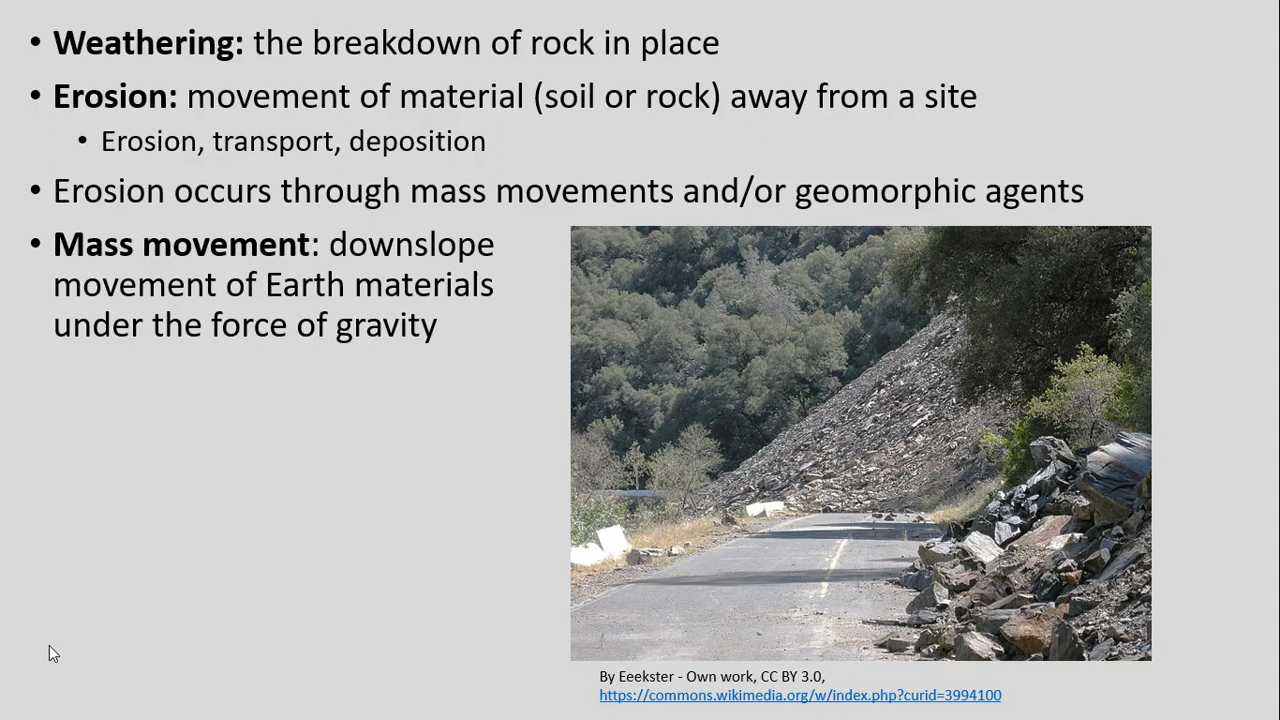 • Weathering: the breakdown of rock in place
• Erosion: movement of material (soil or rock) away from a site
• Erosion, transport, deposition
• Erosion occurs through mass movements and/or geomorphic agents
• Mass movement: downslope
movement of Earth materials
under the force of gravity
By Eeekster - Own work, CC BY 3.0,
https://commons.wikimedia.org/w/index.php?curid=3994100